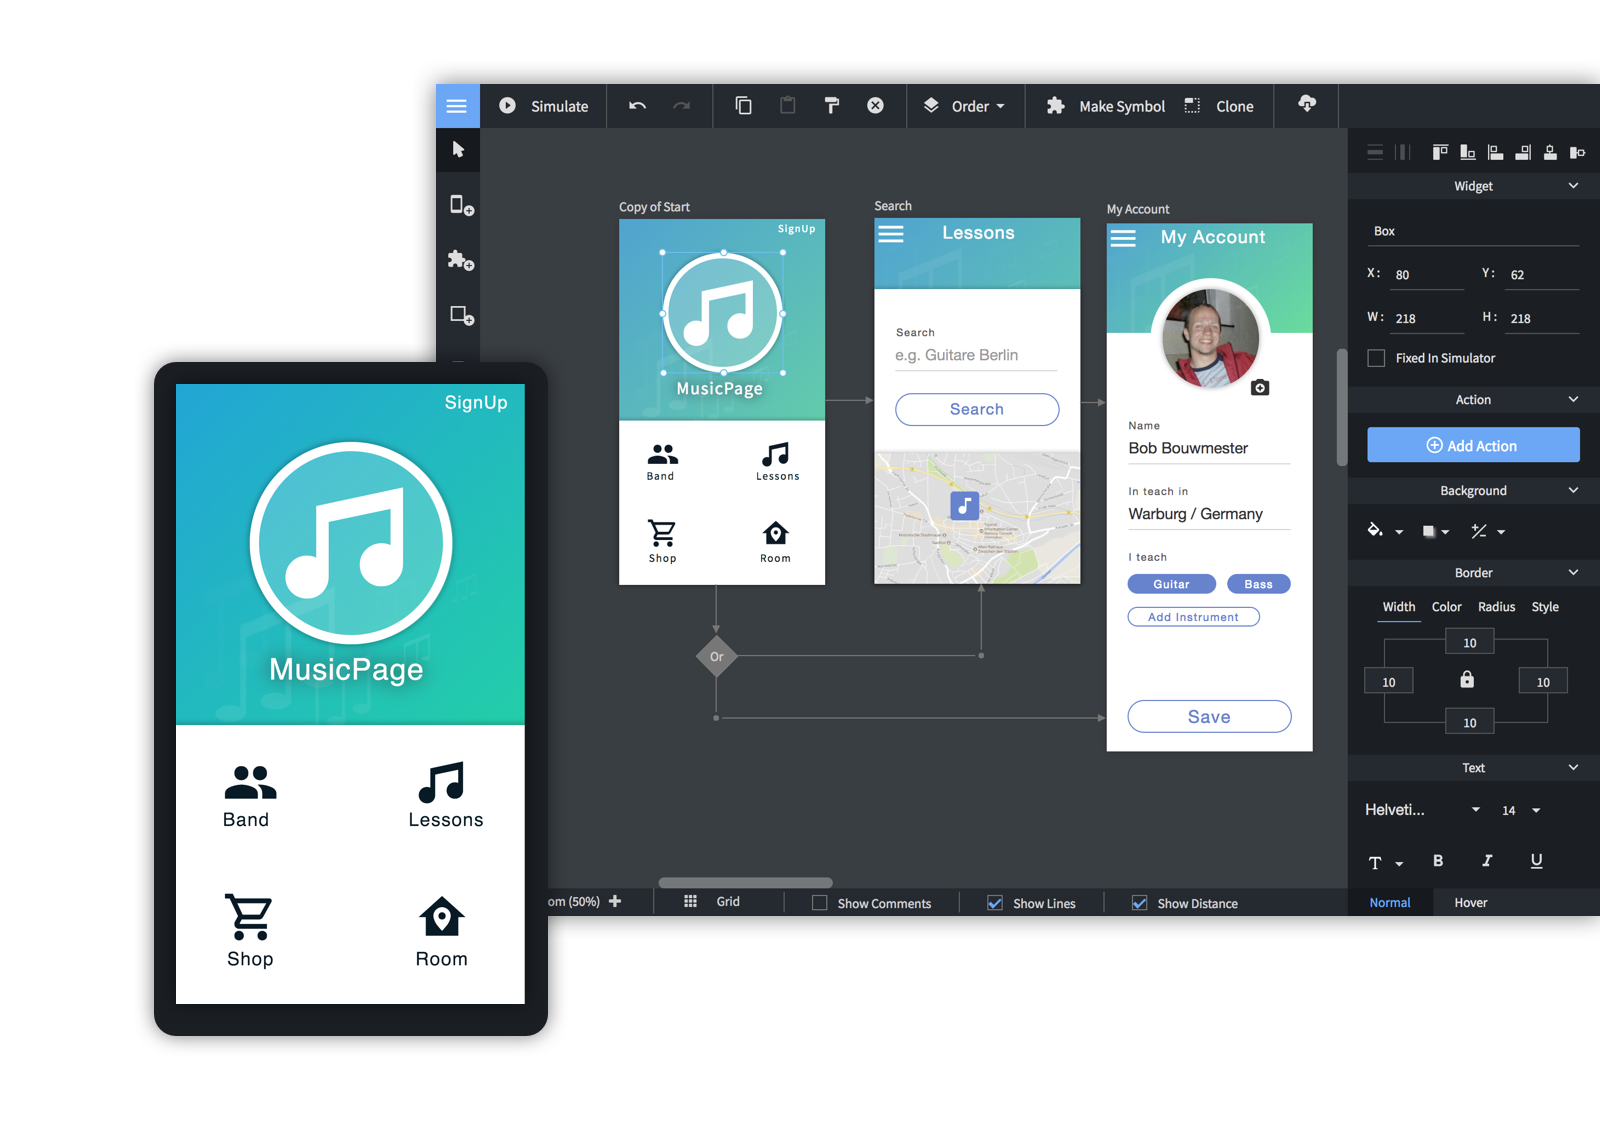 Simulate
Order
Make Symbol
Clone
Widget
Box
X: 80
Y: 62
W: 218
H: 218
Fixed In Simulator
Action
Add Action
Background
Border
Width Color Radius Style
10
10
10
10
Text
Helveti...
14
T B I U
Normal
Hover
Copy of Start
SignUp
MusicPage
Band
Lessons
Shop
Room
Search
Lessons
Search
e.g. Guitare Berlin
Search
My Account
My Account
Name
Bob Bouwmester
In teach in
Warburg / Germany
I teach
Guitar
Bass
Add Instrument
Save
Or
om (50%)
Grid
Show Comments
Show Lines
Show Distance
SignUp
MusicPage
Band
Lessons
Shop
Room